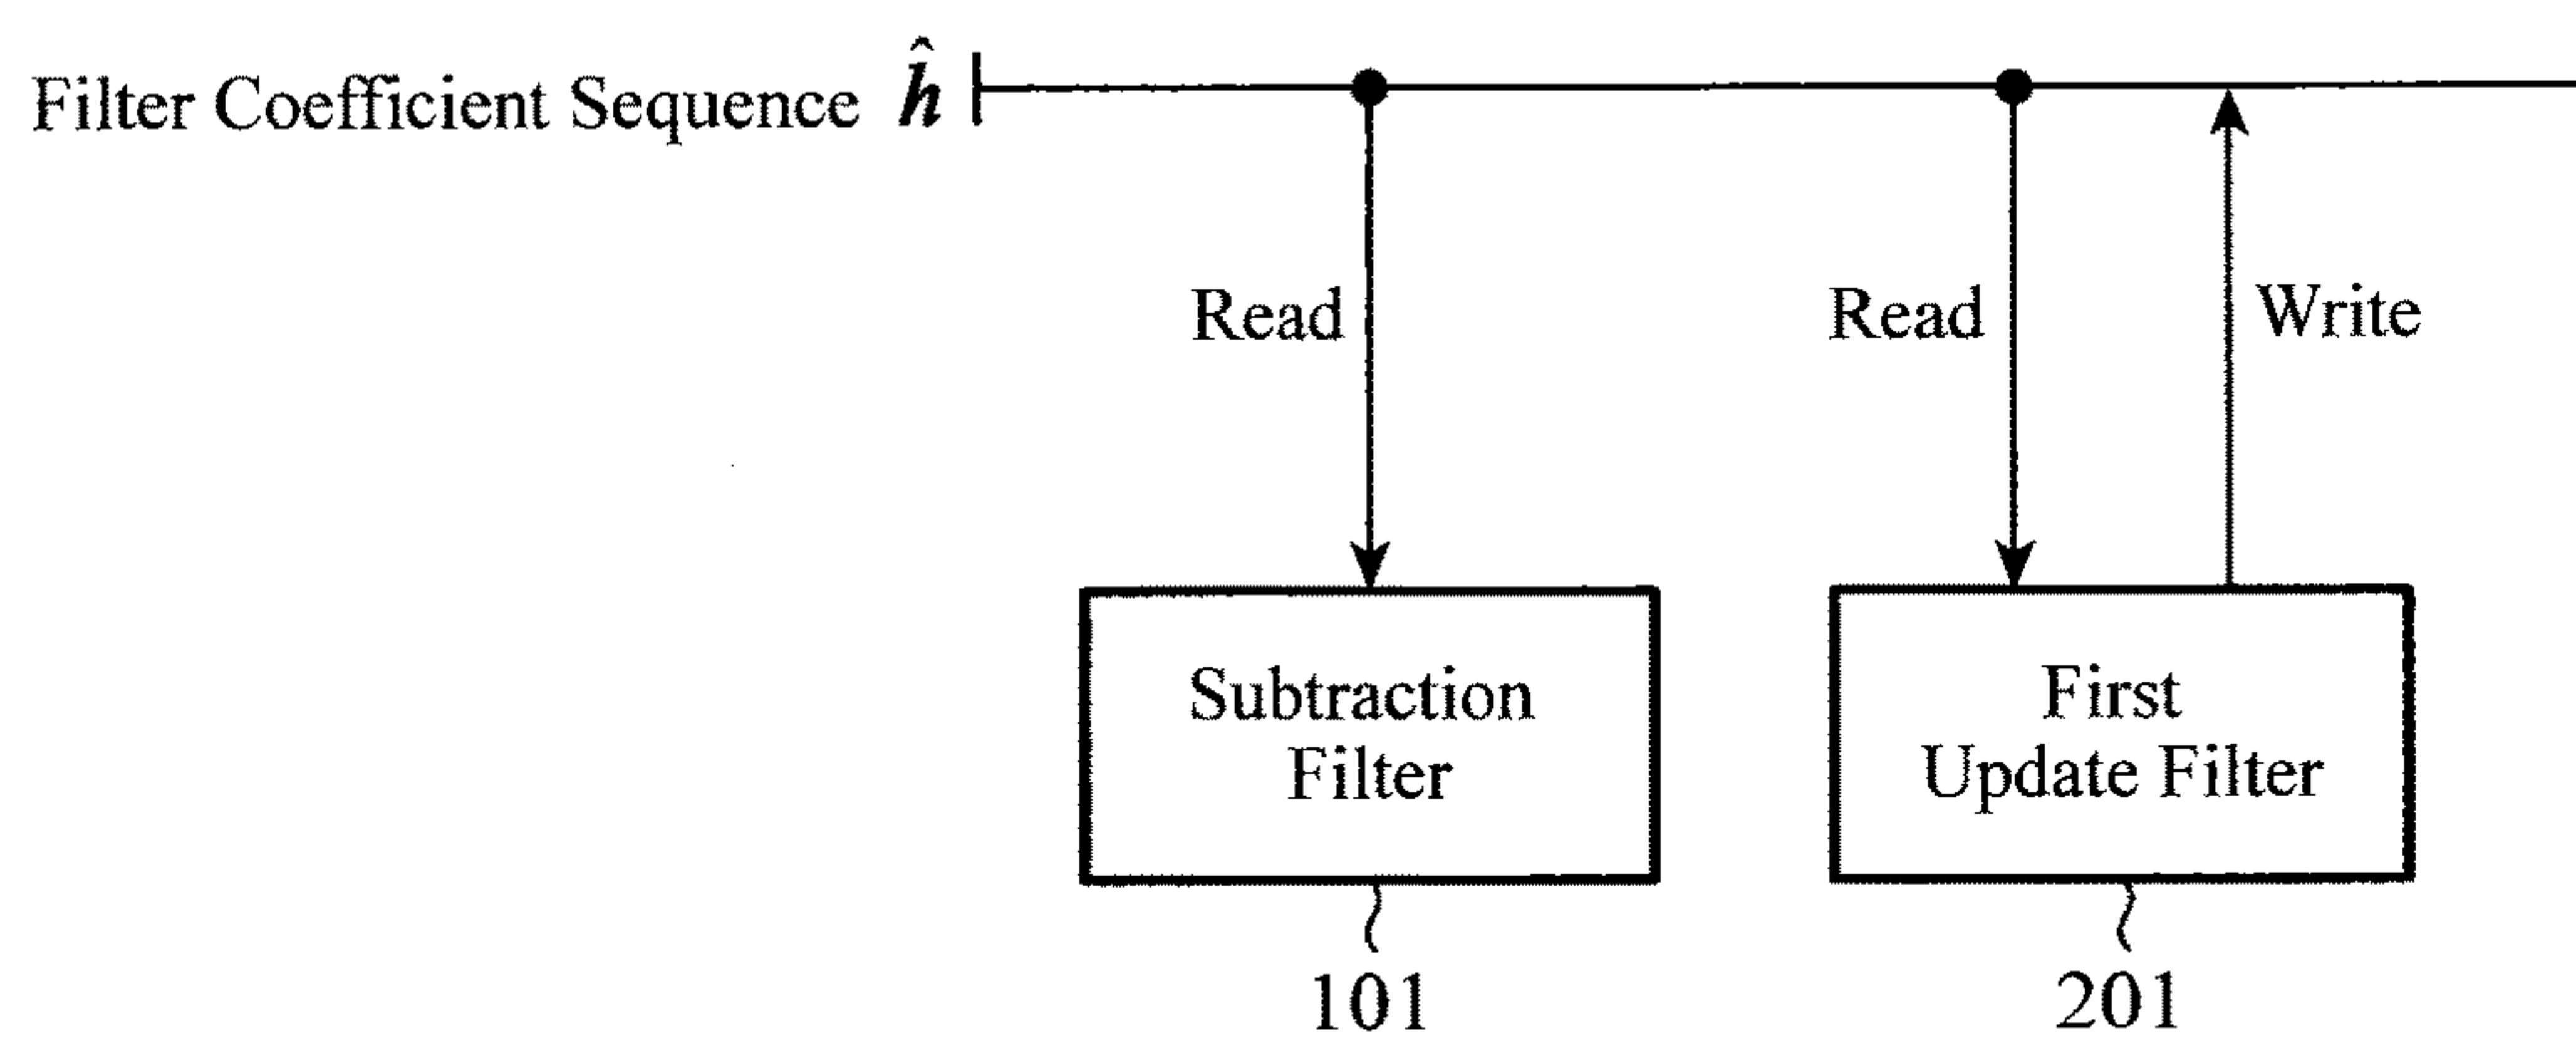 Filter Coefficient Sequence ĥ
Read
Read
Write
Subtraction
Filter
First
Update Filter
101
201